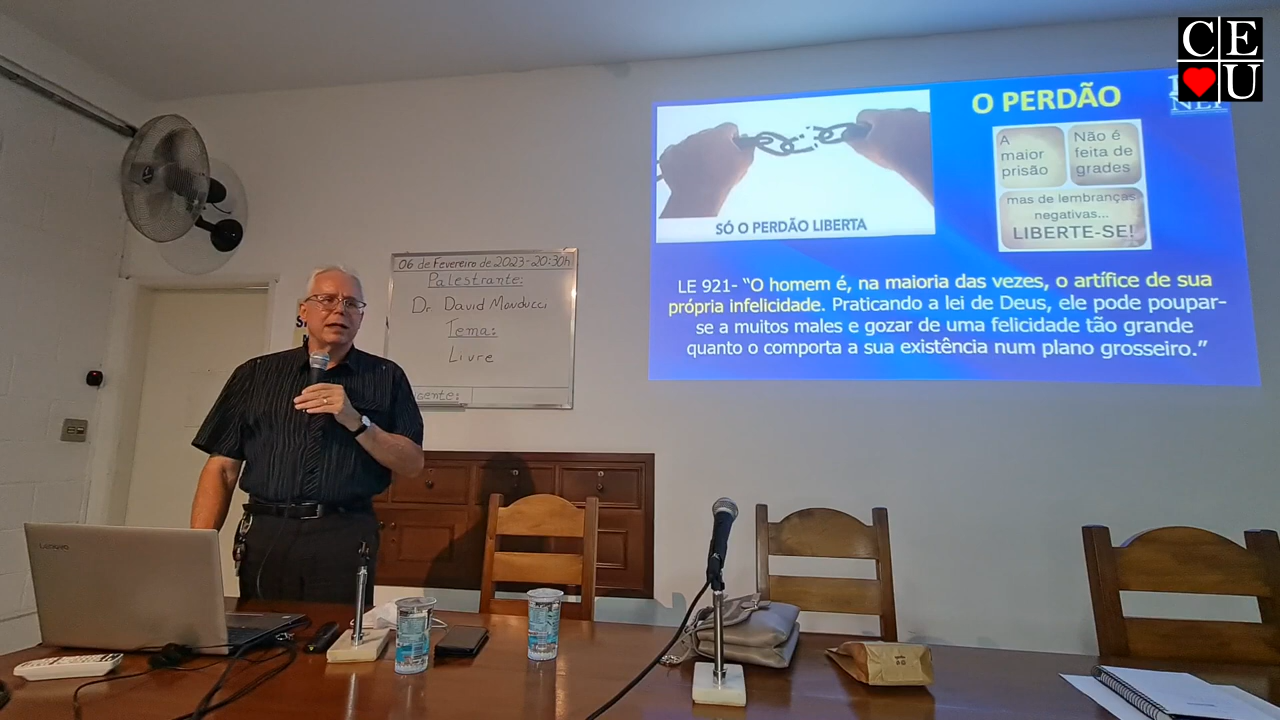 C E
U
O PERDÃO
SÓ O PERDÃO LIBERTA
A
maior
prisão
Não é
feita de
grades
mas de lembranças
negativas...
LIBERTE-SE!
LE 921- “O homem é, na maioria das vezes, o artífice de sua
própria infelicidade. Praticando a lei de Deus, ele pode poupar-
se a muitos males e gozar de uma felicidade tão grande
quanto o comporta a sua existência num plano grosseiro.”
06 de Fevereiro de 2023-20:30h
Palestrante:
Dr David Monducci
Tema:
Livre
Lenovo